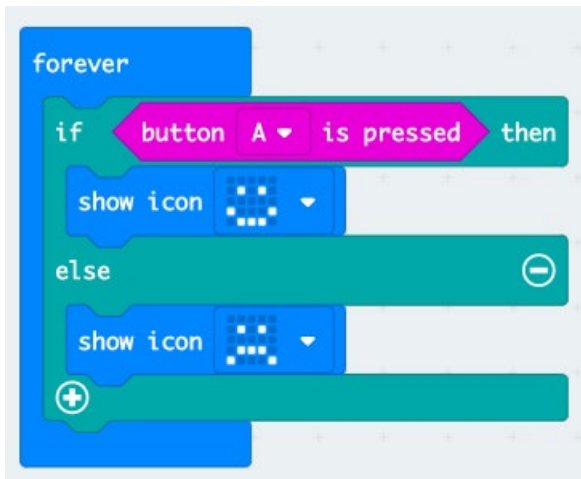 forever
if button A is pressed then
show icon
else
show icon